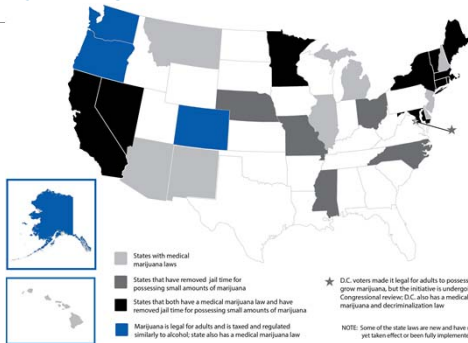 States with medical
marijuana laws
States that have removed jail time for
possessing small amounts of marijuana
States that both have a medical marijuana law and have
removed jail time for possessing small amounts of marijuana
Marijuana is legal for adults and is taxed and regulated
similarly to alcohol; state also has a medical marijuana law
D.C. voters made it legal for adults to possess
grow marijuana, but the initiative is undergo
Congressional review; D.C. also has a medical
marijuana and decriminalization law
NOTE: Some of the state laws are new and have
yet taken effect or been fully implemente